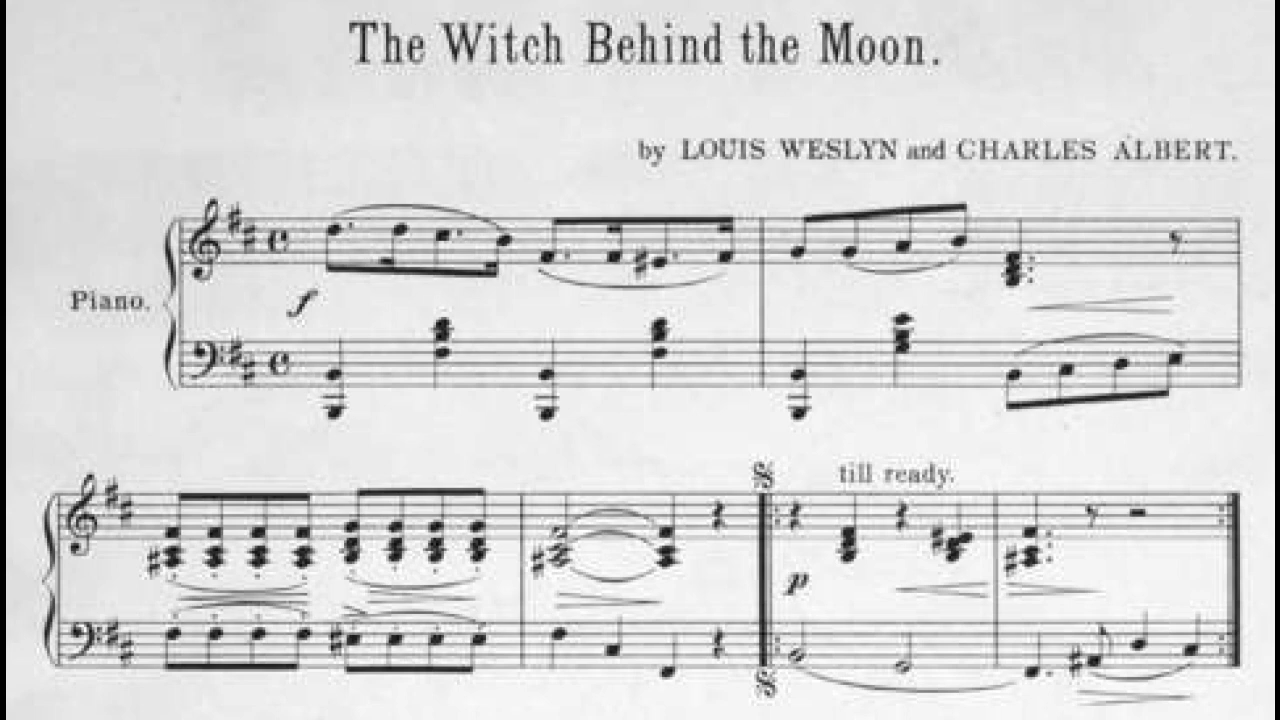 The Witch Behind the Moon.
by LOUIS WESLYN and CHARLES ALBERT.
Piano.
f
till ready.
p